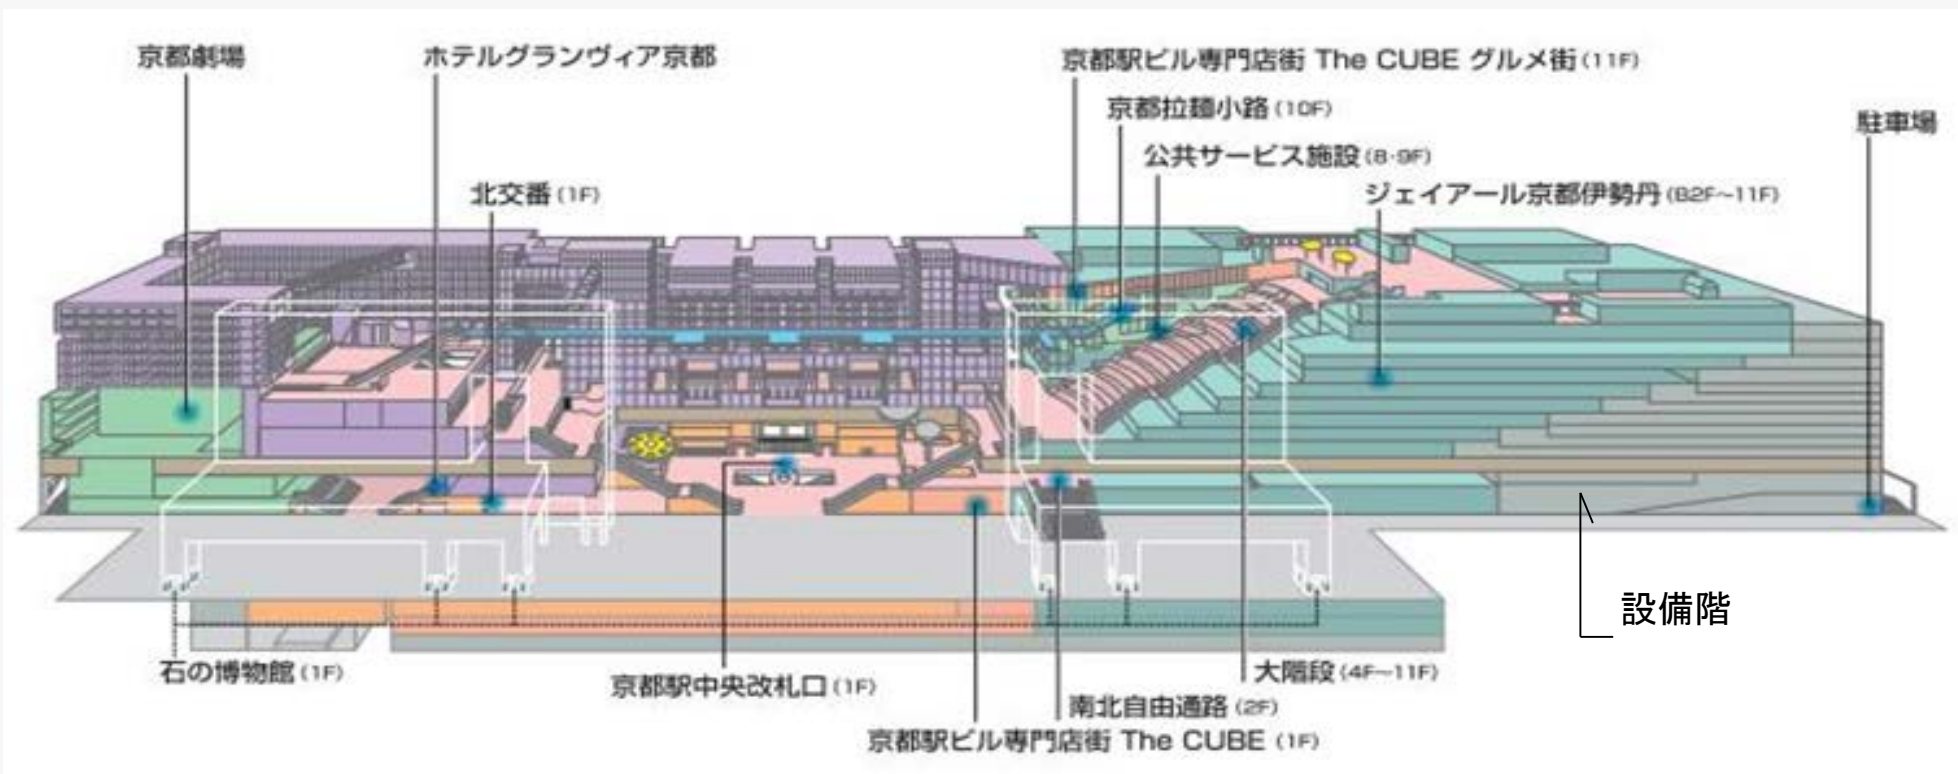 京都劇場
ホテルグランヴィア京都
京都駅ビル専門店街 The CUBE グルメ街(11F)
京都拉麺小路(10F)
駐車場
公共サービス施設(8・9F)
北交番(1F)
ジェイアール京都伊勢丹(B2F〜11F)
設備階
石の博物館(1F)
京都駅中央改札口(1F)
大階段(4F〜11F)
南北自由通路(2F)
京都駅ビル専門店街 The CUBE (1F)